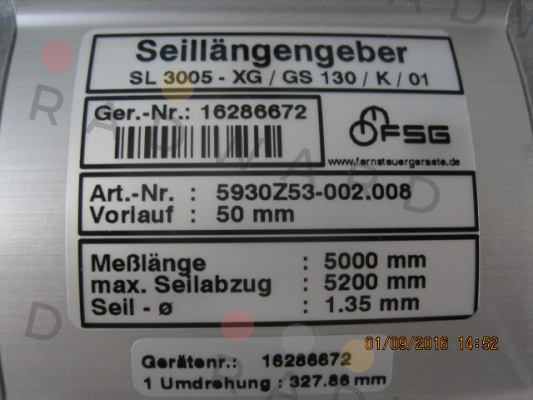 Seillängengeber
SL 3005 - XG / GS 130 / K / 01
Ger.-Nr.: 16286672
FSG
www.fernsteuergeraete.de
Art.-Nr. : 5930Z53-002.008
Vorlauf : 50 mm
Meßlänge : 5000 mm
max. Seilabzug : 5200 mm
Seil - ø : 1.35 mm
01/09/2016 14:52
Gerätenr.: 16286672
1 Umdrehung : 327.86 mm
RADWARD